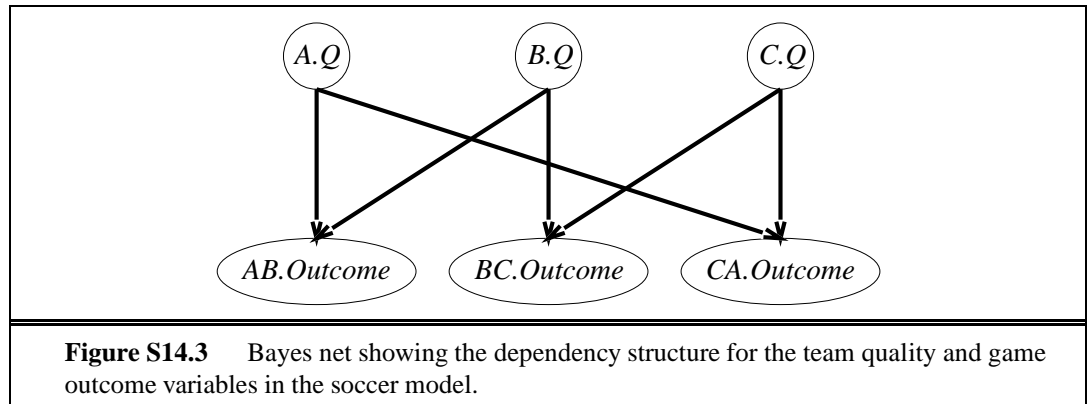 A.Q B.Q C.Q
AB.Outcome BC.Outcome CA.Outcome
Figure S14.3 Bayes net showing the dependency structure for the team quality and game
outcome variables in the soccer model.